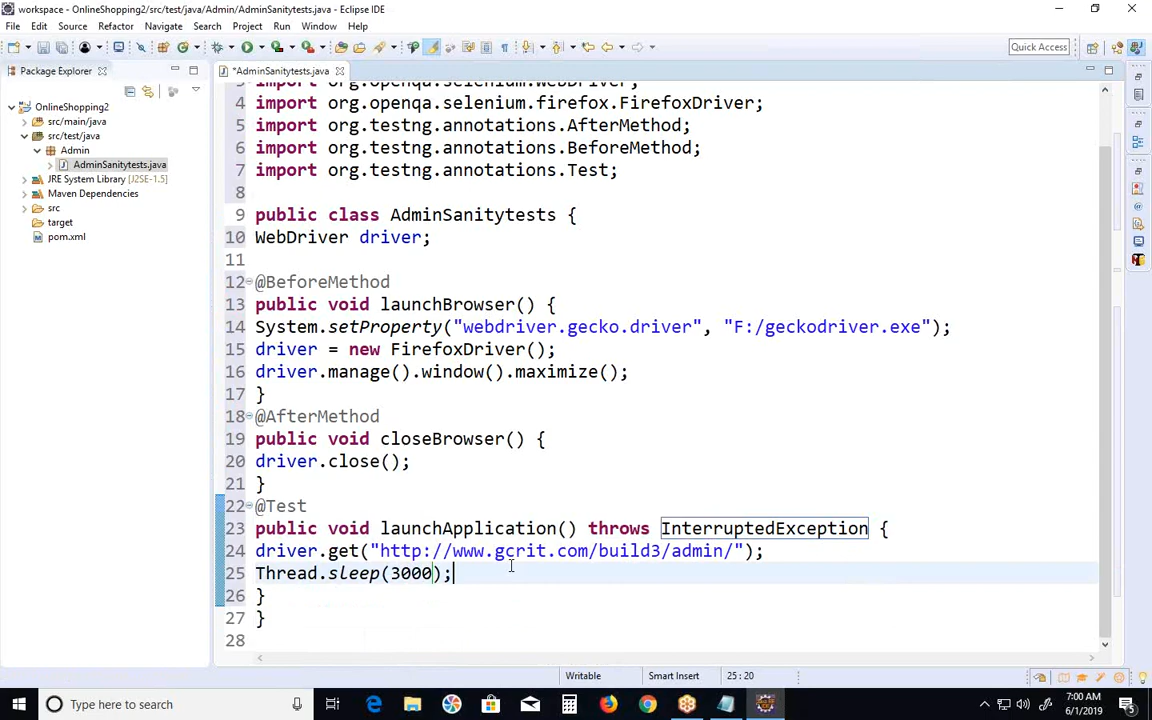 workspace - OnlineShopping2/src/test/java/Admin/AdminSanitytests.java - Eclipse IDE
File Edit Source Refactor Navigate Search Project Run Window Help
Quick Access
Package Explorer
*AdminSanitytests.java
OnlineShopping2
src/main/java
src/test/java
Admin
AdminSanitytests.java
JRE System Library [J2SE-1.5]
Maven Dependencies
src
target
pom.xml
3 import org.openqa.selenium.WebDriver;
4 import org.openqa.selenium.firefox.FirefoxDriver;
5 import org.testng.annotations.AfterMethod;
6 import org.testng.annotations.BeforeMethod;
7 import org.testng.annotations.Test;
8
9 public class AdminSanitytests {
10 WebDriver driver;
11
12 @BeforeMethod
13 public void launchBrowser() {
14 System.setProperty("webdriver.gecko.driver", "F:/geckodriver.exe");
15 driver = new FirefoxDriver();
16 driver.manage().window().maximize();
17 }
18 @AfterMethod
19 public void closeBrowser() {
20 driver.close();
21 }
22 @Test
23 public void launchApplication() throws InterruptedException {
24 driver.get("http://www.gcrit.com/build3/admin/");
25 Thread.sleep(3000);
26 }
27 }
28
Writable Smart Insert 25 : 20
Type here to search
7:00 AM
6/1/2019
5